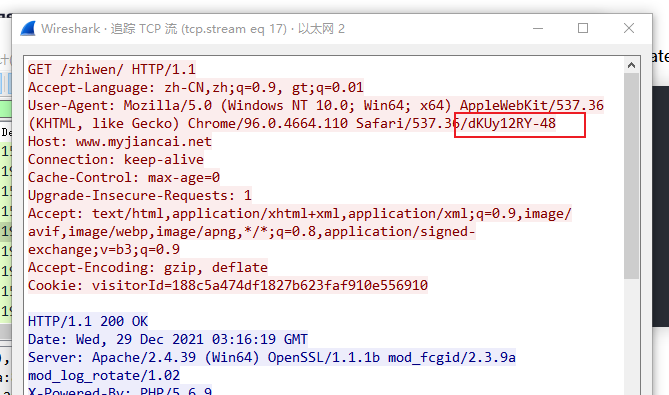 Wireshark · 追踪 TCP 流 (tcp.stream eq 17) · 以太网 2
GET /zhiwen/ HTTP/1.1
Accept-Language: zh-CN,zh;q=0.9, gt;q=0.01
User-Agent: Mozilla/5.0 (Windows NT 10.0; Win64; x64) AppleWebKit/537.36
(KHTML, like Gecko) Chrome/96.0.4664.110 Safari/537.36/dKUy12RY-48
Host: www.myjiancai.net
Connection: keep-alive
Cache-Control: max-age=0
Upgrade-Insecure-Requests: 1
Accept: text/html,application/xhtml+xml,application/xml;q=0.9,image/
avif,image/webp,image/apng,*/*;q=0.8,application/signed-
exchange;v=b3;q=0.9
Accept-Encoding: gzip, deflate
Cookie: visitorId=188c5a474df1827b623faf910e556910
HTTP/1.1 200 OK
Date: Wed, 29 Dec 2021 03:16:19 GMT
Server: Apache/2.4.39 (Win64) OpenSSL/1.1.1b mod_fcgid/2.3.9a
mod_log_rotate/1.02
X-Powered-By: PHP/5.6.9